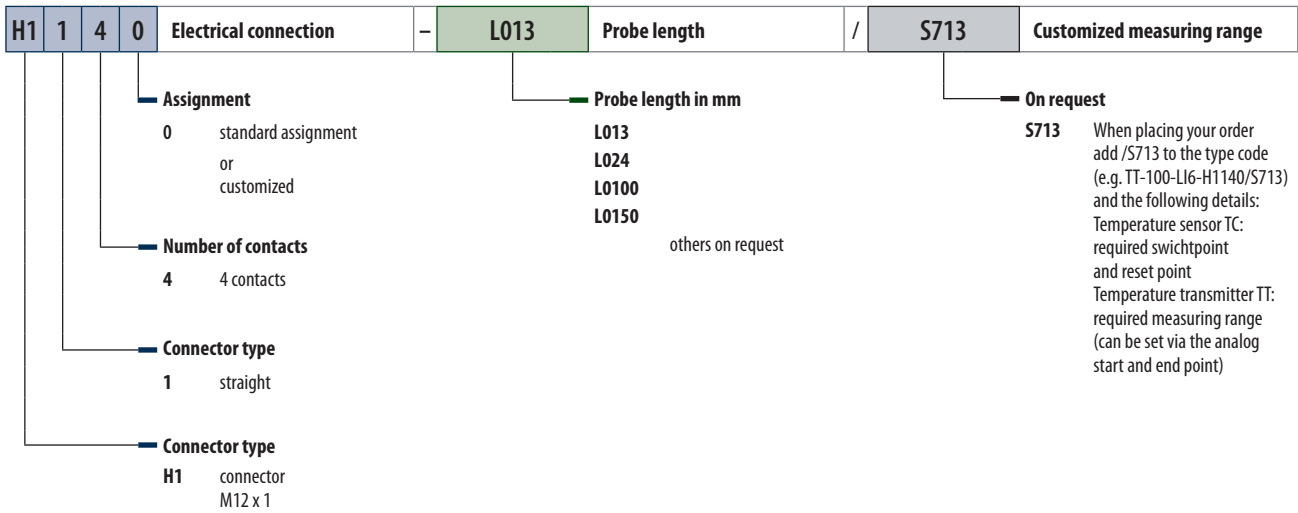 H1 1 4 0 Electrical connection – L013 Probe length / S713 Customized measuring range
Assignment
0 standard assignment
or
customized
Number of contacts
4 4 contacts
Connector type
1 straight
Connector type
H1 connector
M12 x 1
Probe length in mm
L013
L024
L0100
L0150
others on request
On request
S713 When placing your order
add /S713 to the type code
(e.g. TT-100-LI6-H1140/S713)
and the following details:
Temperature sensor TC:
required swichtpoint
and reset point
Temperature transmitter TT:
required measuring range
(can be set via the analog
start and end point)